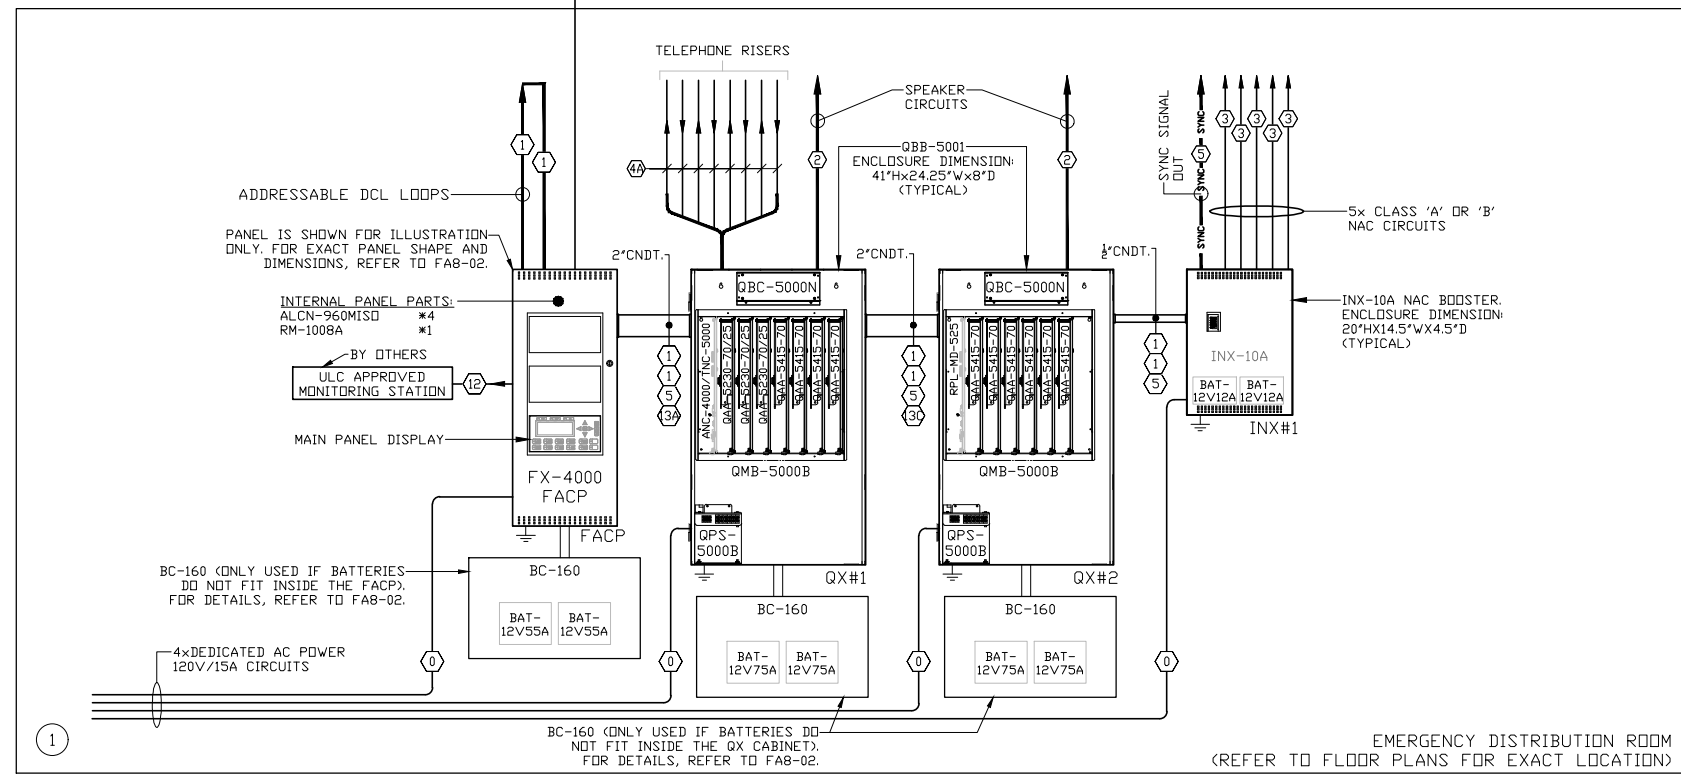 TELEPHONE RISERS
SPEAKER
CIRCUITS
SYNC SIGNAL
OUT
SYNC
SYNC
SYNC
SYNC
5
3
3
3
3
3
1
1
4A
2
2
QBB-5001
ENCLOSURE DIMENSION:
41"Hx24.25"Wx8"D
(TYPICAL)
ADDRESSABLE DCL LOOPS
5x CLASS 'A' OR 'B'
NAC CIRCUITS
PANEL IS SHOWN FOR ILLUSTRATION
ONLY. FOR EXACT PANEL SHAPE AND
DIMENSIONS, REFER TO FA8-02.
2"CNDT.
2"CNDT.
½"CNDT.
INTERNAL PANEL PARTS:
ALCN-960MISO *4
RM-1008A *1
BY OTHERS
ULC APPROVED
MONITORING STATION
12
MAIN PANEL DISPLAY
FX-4000
FACP
FACP
1
1
5
13A
QBC-5000N
ANC-4000/TNC-5000
QAA-5230-70/25
QAA-5230-70/25
QAA-5230-70/25
QAA-5415-70
QAA-5415-70
QAA-5415-70
QAA-5415-70
QMB-5000B
QPS-
5000B
QX#1
1
1
5
13C
QBC-5000N
RPL-MD-525
QAA-5415-70
QAA-5415-70
QAA-5415-70
QAA-5415-70
QAA-5415-70
QAA-5415-70
QMB-5000B
QPS-
5000B
QX#2
1
1
5
INX-10A
BAT-
12V12A
BAT-
12V12A
INX#1
INX-10A NAC BOOSTER.
ENCLOSURE DIMENSION:
20"HX14.5"WX4.5"D
(TYPICAL)
BC-160 (ONLY USED IF BATTERIES
DO NOT FIT INSIDE THE FACP).
FOR DETAILS, REFER TO FA8-02.
BC-160
BAT-
12V55A
BAT-
12V55A
BC-160
BAT-
12V75A
BAT-
12V75A
BC-160
BAT-
12V75A
BAT-
12V75A
4xDEDICATED AC POWER
120V/15A CIRCUITS
0
0
0
0
BC-160 (ONLY USED IF BATTERIES DO
NOT FIT INSIDE THE QX CABINET).
FOR DETAILS, REFER TO FA8-02.
1
EMERGENCY DISTRIBUTION ROOM
(REFER TO FLOOR PLANS FOR EXACT LOCATION)